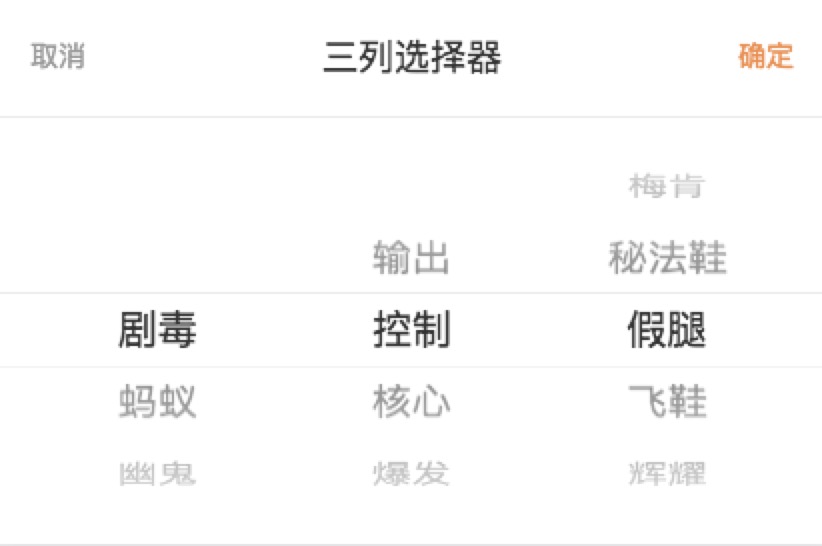 取消 三列选择器 确定
梅肯
输出 秘法鞋
剧毒 控制 假腿
蚂蚁 核心 飞鞋
幽鬼 爆发 辉耀